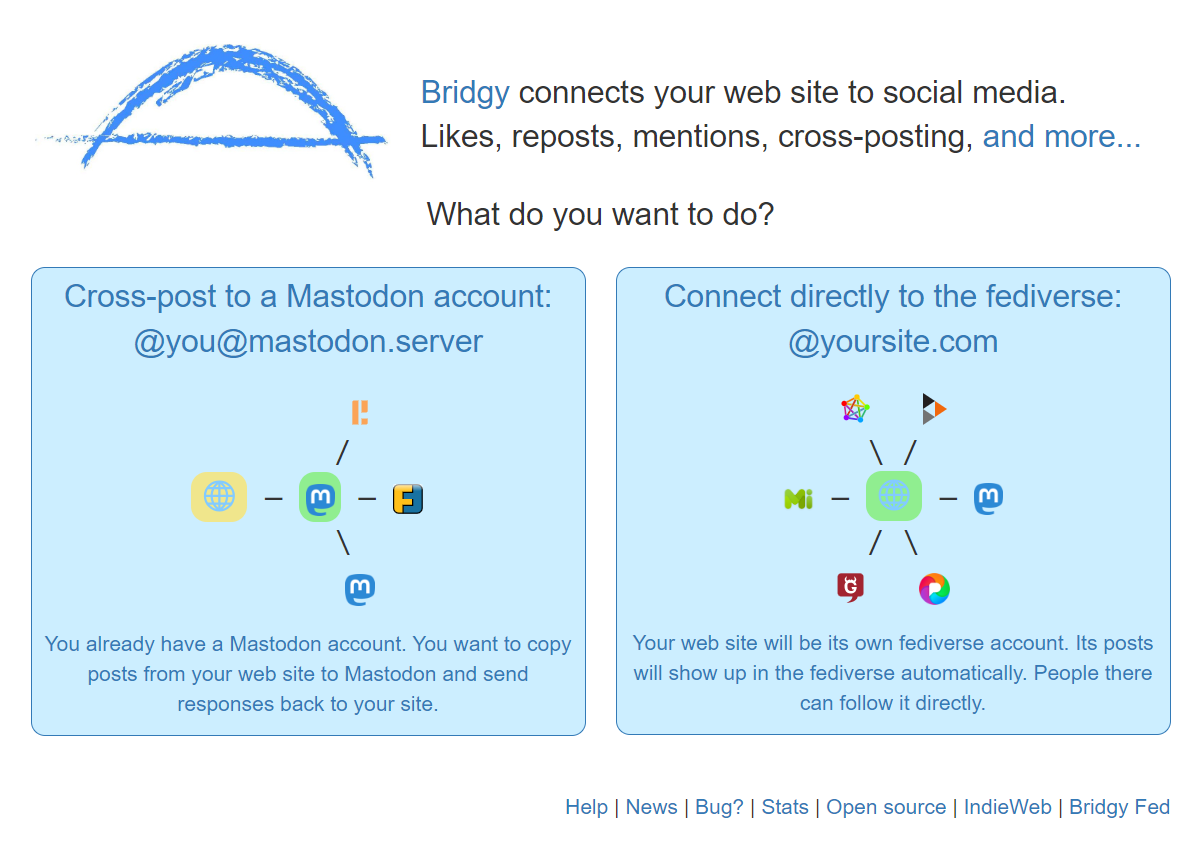 Bridgy connects your web site to social media.
Likes, reposts, mentions, cross-posting, and more...
What do you want to do?
Cross-post to a Mastodon account:
@you@mastodon.server
You already have a Mastodon account. You want to copy
posts from your web site to Mastodon and send
responses back to your site.
Connect directly to the fediverse:
@yoursite.com
Your web site will be its own fediverse account. Its posts
will show up in the fediverse automatically. People there
can follow it directly.
Help | News | Bug? | Stats | Open source | IndieWeb | Bridgy Fed